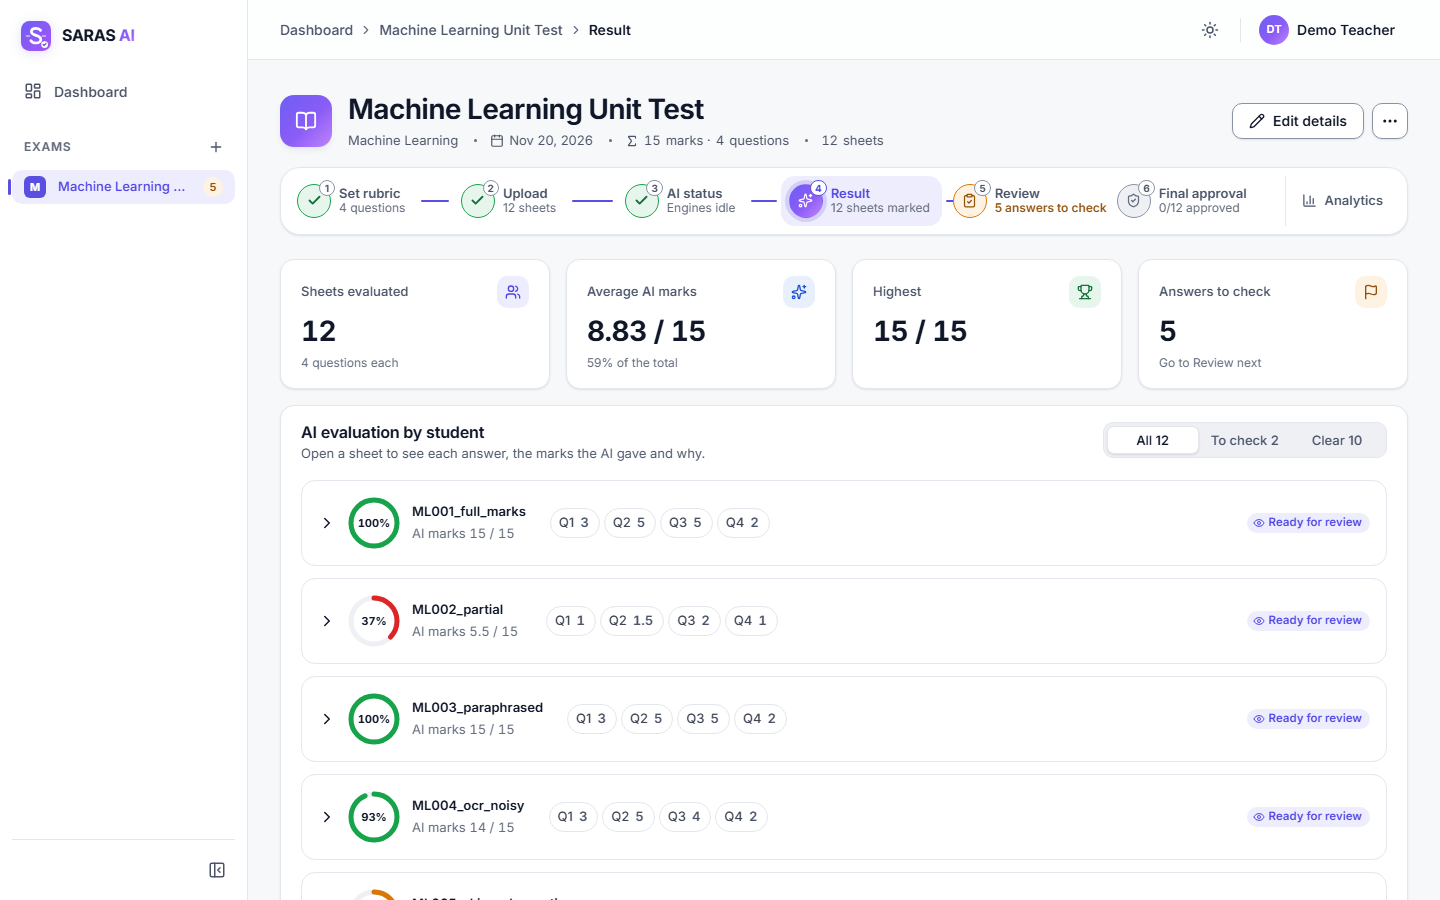 SARAS AI
Dashboard
EXAMS
M Machine Learning ... 5
Dashboard > Machine Learning Unit Test > Result
DT Demo Teacher
Machine Learning Unit Test
Machine Learning • Nov 20, 2026 • 15 marks · 4 questions • 12 sheets
Edit details
1 Set rubric
4 questions
2 Upload
12 sheets
3 AI status
Engines idle
4 Result
12 sheets marked
5 Review
5 answers to check
6 Final approval
0/12 approved
Analytics
Sheets evaluated
12
4 questions each
Average AI marks
8.83 / 15
59% of the total
Highest
15 / 15
Answers to check
5
Go to Review next
AI evaluation by student
Open a sheet to see each answer, the marks the AI gave and why.
All 12 To check 2 Clear 10
100%
ML001_full_marks
AI marks 15 / 15
Q1 3 Q2 5 Q3 5 Q4 2
Ready for review
37%
ML002_partial
AI marks 5.5 / 15
Q1 1 Q2 1.5 Q3 2 Q4 1
Ready for review
100%
ML003_paraphrased
AI marks 15 / 15
Q1 3 Q2 5 Q3 5 Q4 2
Ready for review
93%
ML004_ocr_noisy
AI marks 14 / 15
Q1 3 Q2 5 Q3 4 Q4 2
Ready for review